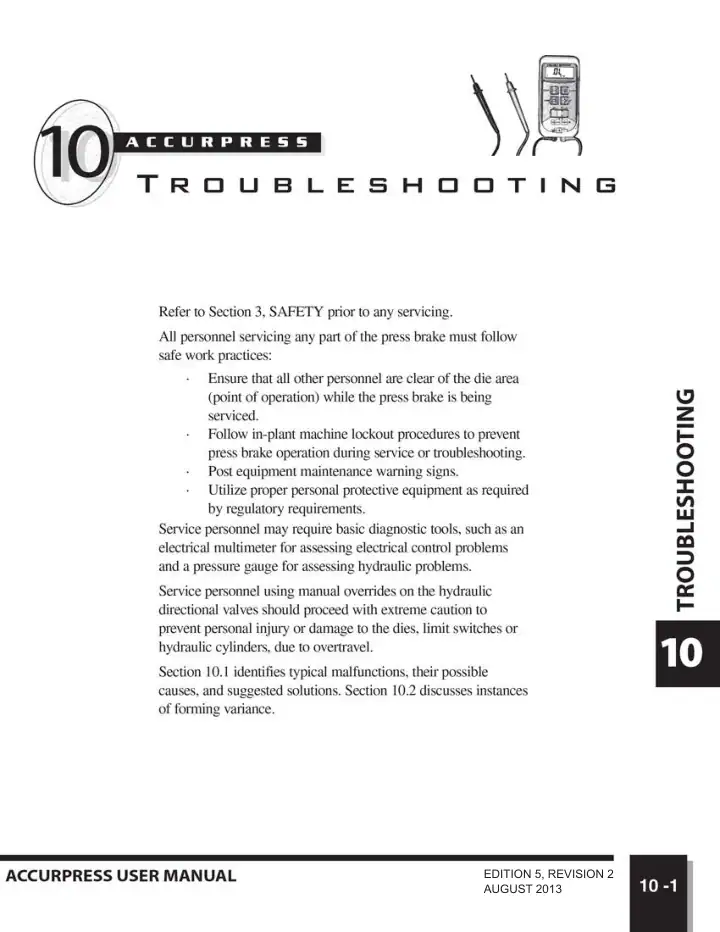 10
ACCURPRESS
TROUBLESHOOTING
Refer to Section 3, SAFETY prior to any servicing.
All personnel servicing any part of the press brake must follow
safe work practices:
· Ensure that all other personnel are clear of the die area
(point of operation) while the press brake is being
serviced.
· Follow in-plant machine lockout procedures to prevent
press brake operation during service or troubleshooting.
· Post equipment maintenance warning signs.
· Utilize proper personal protective equipment as required
by regulatory requirements.
Service personnel may require basic diagnostic tools, such as an
electrical multimeter for assessing electrical control problems
and a pressure gauge for assessing hydraulic problems.
Service personnel using manual overrides on the hydraulic
directional valves should proceed with extreme caution to
prevent personal injury or damage to the dies, limit switches or
hydraulic cylinders, due to overtravel.
Section 10.1 identifies typical malfunctions, their possible
causes, and suggested solutions. Section 10.2 discusses instances
of forming variance.
TROUBLESHOOTING
10
ACCURPRESS USER MANUAL
EDITION 5, REVISION 2
AUGUST 2013
10 -1